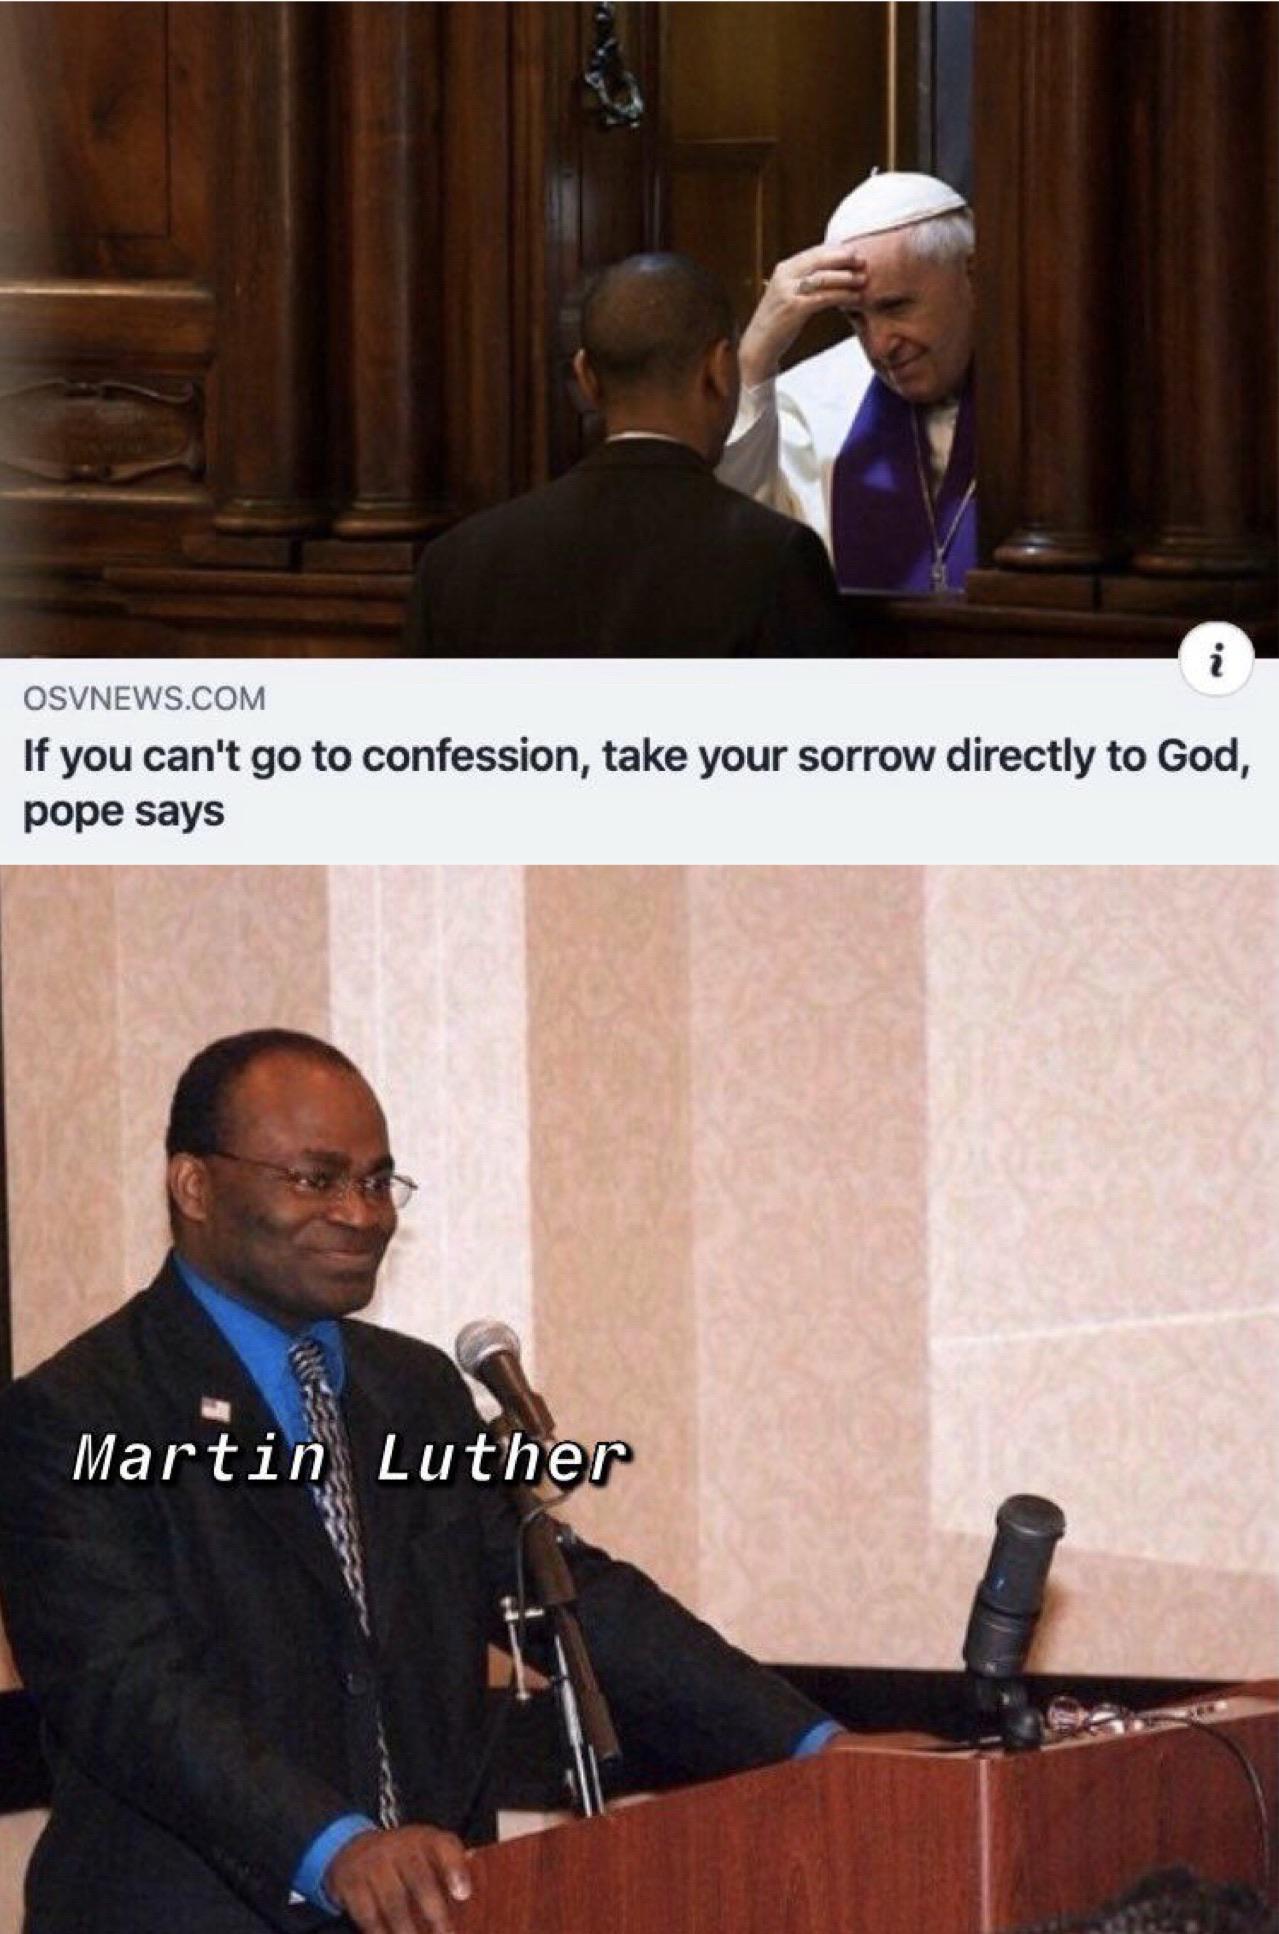 OSVNEWS.COM
If you can't go to confession, take your sorrow directly to God,
pope says
Martin Luther